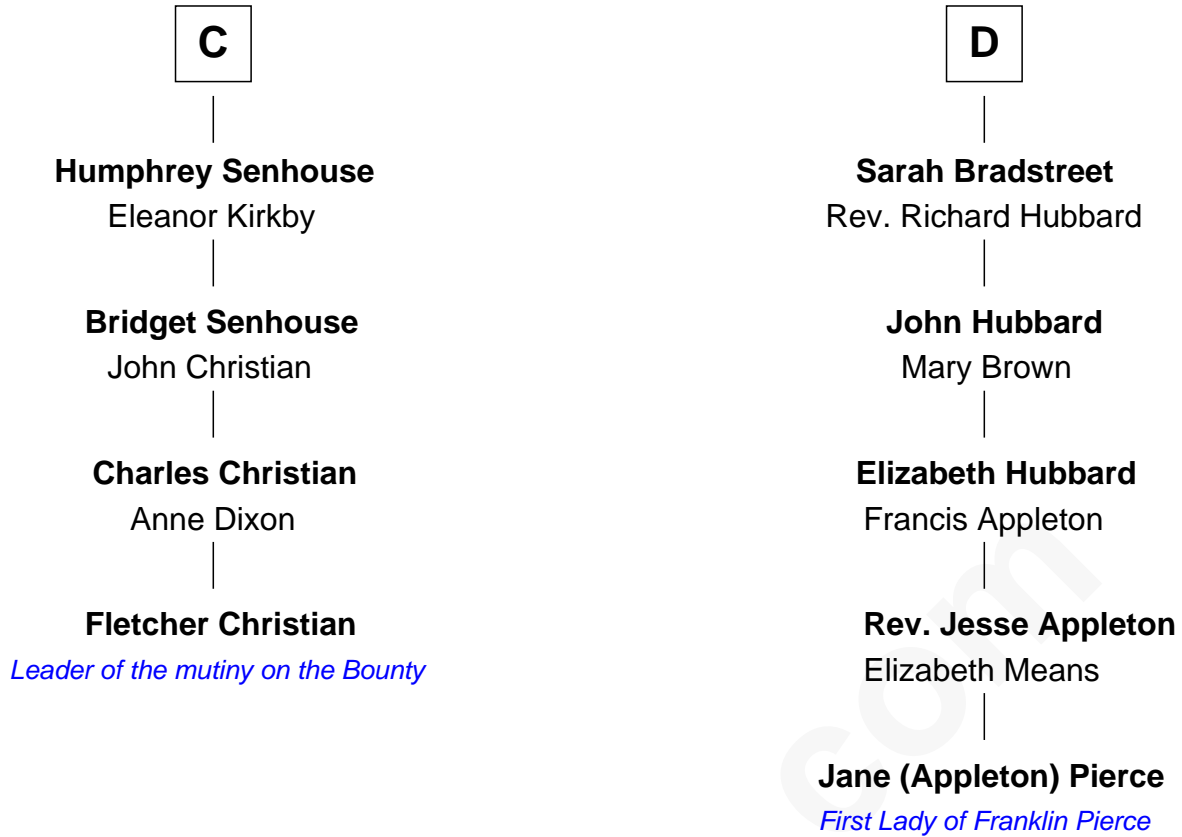 C
Humphrey Senhouse
Eleanor Kirkby
Bridget Senhouse
John Christian
Charles Christian
Anne Dixon
Fletcher Christian
Leader of the mutiny on the Bounty
D
Sarah Bradstreet
Rev. Richard Hubbard
John Hubbard
Mary Brown
Elizabeth Hubbard
Francis Appleton
Rev. Jesse Appleton
Elizabeth Means
Jane (Appleton) Pierce
First Lady of Franklin Pierce
com